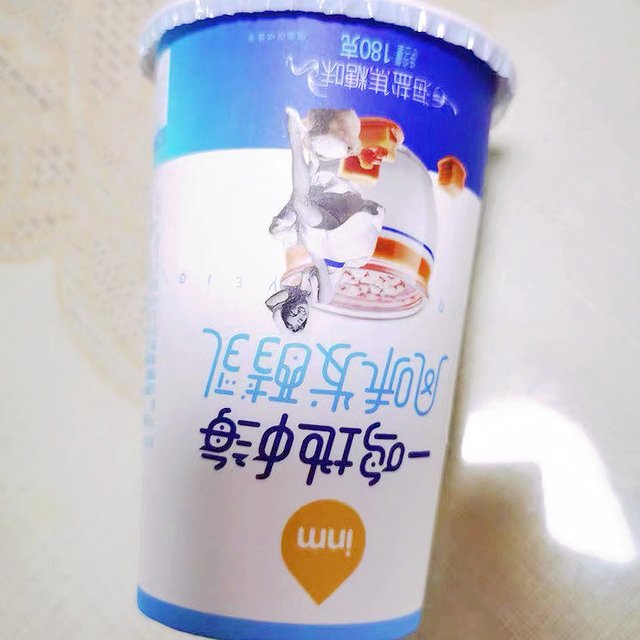 inm
一鸣地中海
风味发酵乳
海盐焦糖味
净含量180克